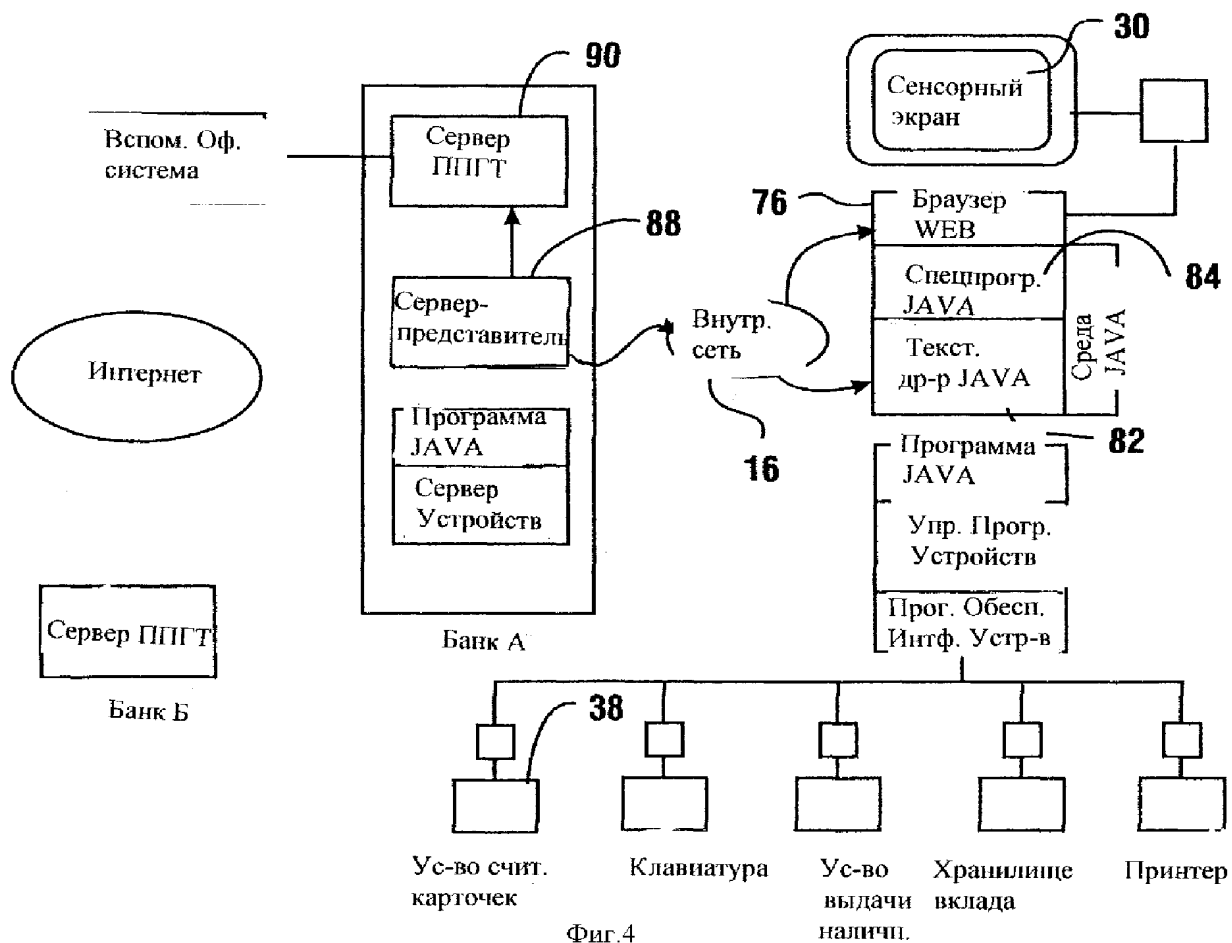 90
30
Сенсорный
экран
Вспом. Оф.
система
Сервер
ППГТ
76
Браузер
WEB
88
84
Спецпрогр.
JAVA
Сервер-
представитель
Внутр.
сеть
Текст.
др-р JAVA
Среда
JAVA
Интернет
16
82
Программа
JAVA
Сервер
Устройств
Программа
JAVA
Упр. Прогр.
Устройств
Прог. Обесп.
Интф. Устр-в
Сервер ППГТ
Банк А
Банк Б
38
Ус-во счит.
карточек
Клавиатура
Ус-во
выдачи
наличн.
Хранилище
вклада
Принтер
Фиг.4